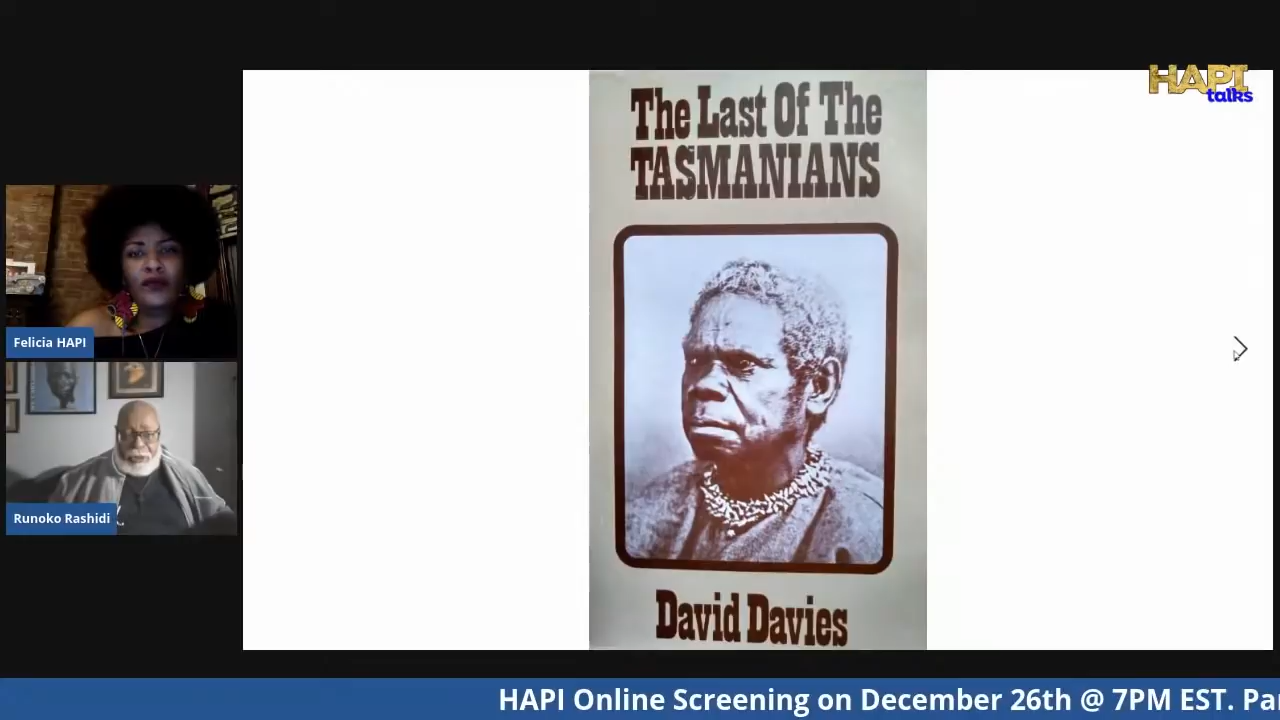 HAPI
talks
The Last Of The
TASMANIANS
David Davies
Felicia HAPI
Runoko Rashidi
HAPI Online Screening on December 26th @ 7PM EST. Pa